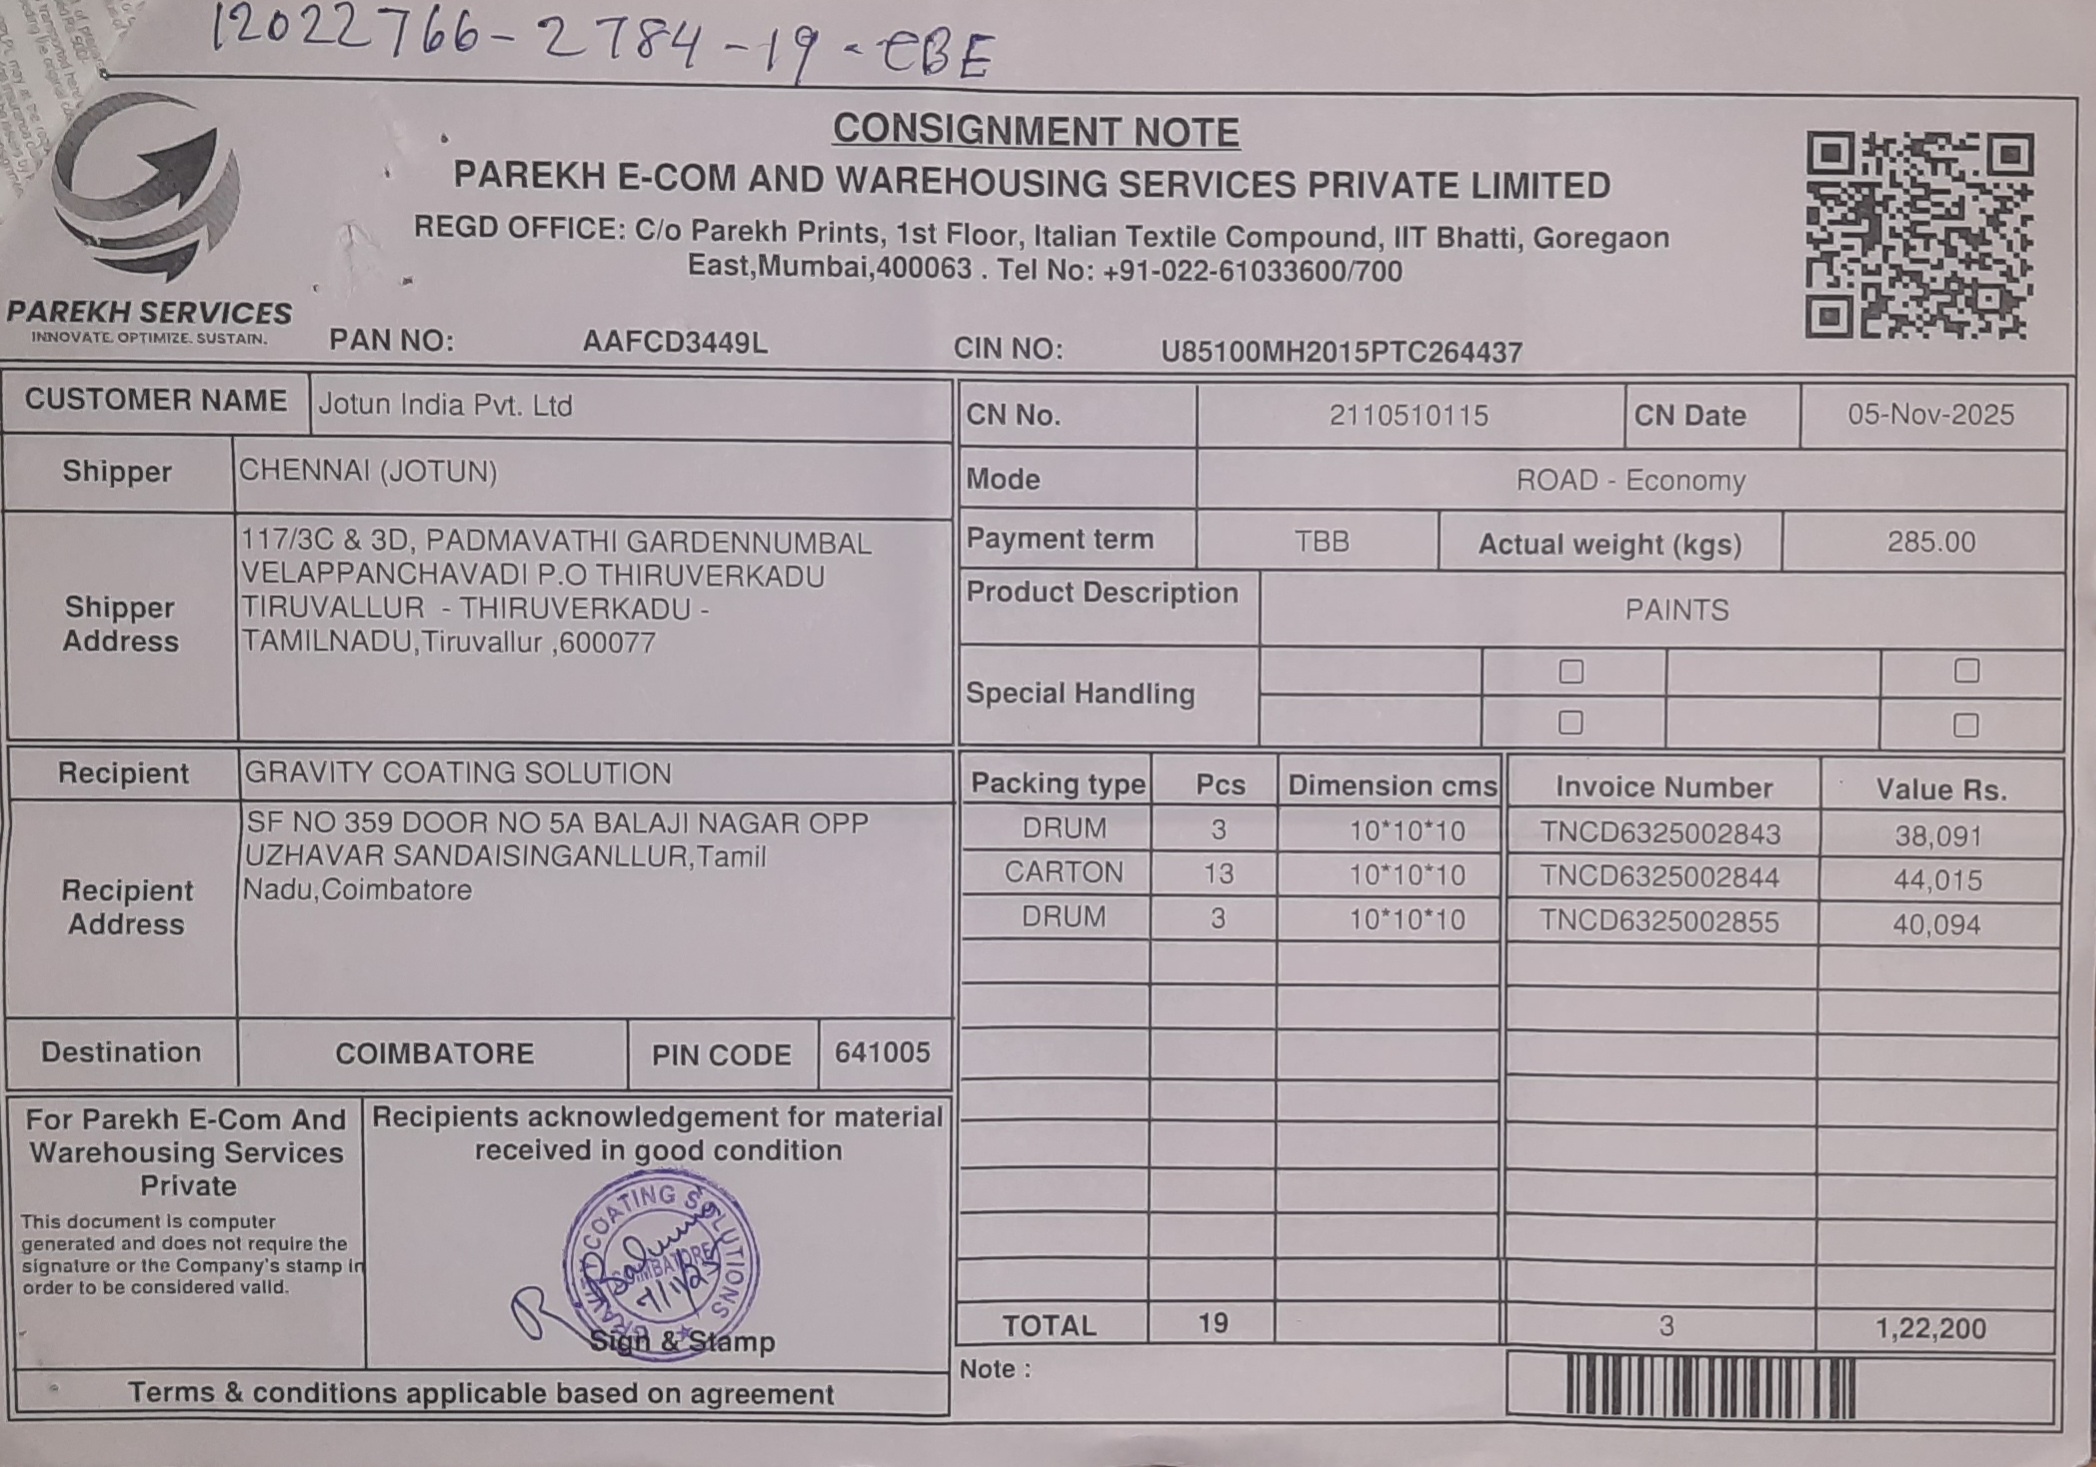 12022766-2784-19-CBE
CONSIGNMENT NOTE
PAREKH E-COM AND WAREHOUSING SERVICES PRIVATE LIMITED
REGD OFFICE: C/o Parekh Prints, 1st Floor, Italian Textile Compound, IIT Bhatti, Goregaon
East,Mumbai,400063 . Tel No: +91-022-61033600/700
PAREKH SERVICES
INNOVATE. OPTIMIZE. SUSTAIN.
PAN NO: AAFCD3449L CIN NO: U85100MH2015PTC264437
CUSTOMER NAME Jotun India Pvt. Ltd
Shipper CHENNAI (JOTUN)
Shipper Address
117/3C & 3D, PADMAVATHI GARDENNUMBAL
VELAPPANCHAVADI P.O THIRUVERKADU
TIRUVALLUR - THIRUVERKADU -
TAMILNADU,Tiruvallur ,600077
Recipient GRAVITY COATING SOLUTION
Recipient Address
SF NO 359 DOOR NO 5A BALAJI NAGAR OPP
UZHAVAR SANDAISINGANLLUR,Tamil
Nadu,Coimbatore
Destination COIMBATORE PIN CODE 641005
For Parekh E-Com And
Warehousing Services
Private
This document is computer
generated and does not require the
signature or the Company's stamp in
order to be considered valid.
Recipients acknowledgement for material
received in good condition
COATING SOLUTIONS
COIMBATORE
7/11/25
Sign & Stamp
Terms & conditions applicable based on agreement
CN No. 2110510115 CN Date 05-Nov-2025
Mode ROAD - Economy
Payment term TBB Actual weight (kgs) 285.00
Product Description PAINTS
Special Handling
Packing type Pcs Dimension cms Invoice Number Value Rs.
DRUM 3 10*10*10 TNCD6325002843 38,091
CARTON 13 10*10*10 TNCD6325002844 44,015
DRUM 3 10*10*10 TNCD6325002855 40,094
TOTAL 19 3 1,22,200
Note :